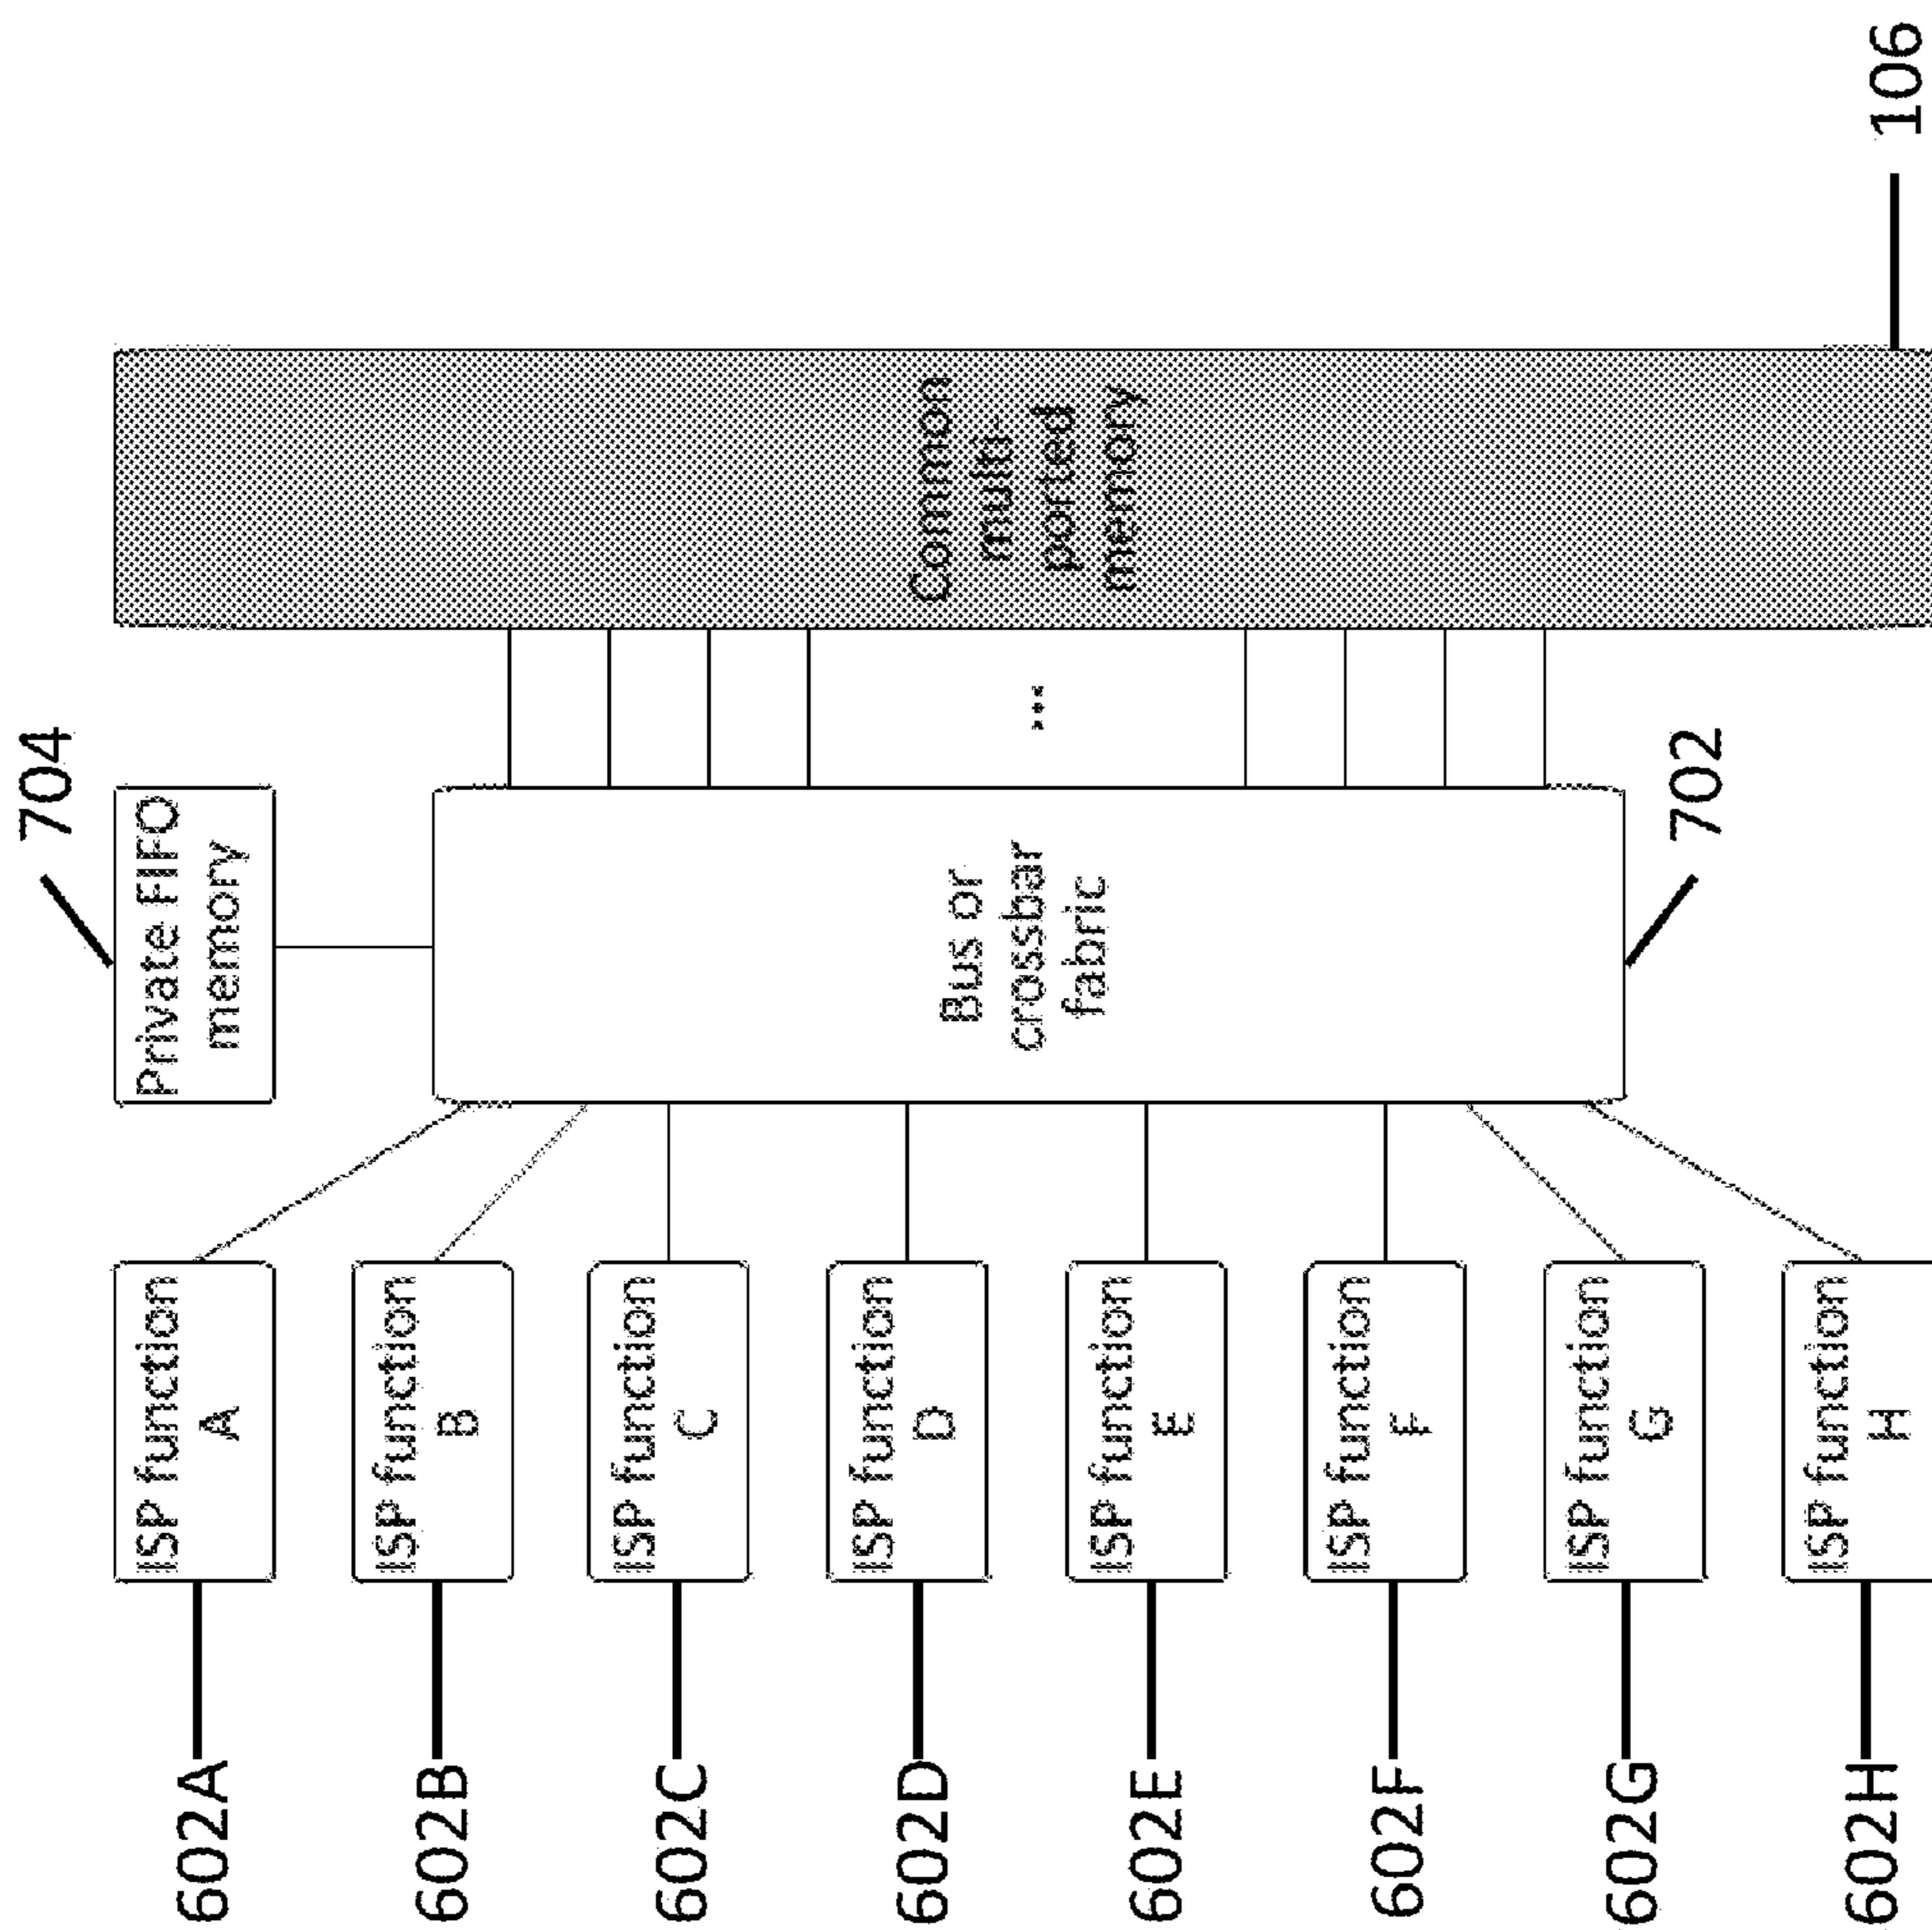 602A
ISP function
A
602B
ISP function
B
602C
ISP function
C
602D
ISP function
D
602E
ISP function
E
602F
ISP function
F
602G
ISP function
G
602H
ISP function
H
704
Private FIFO
memory
Bus or
crossbar
fabric
702
...
Common
multi-
ported
memory
106